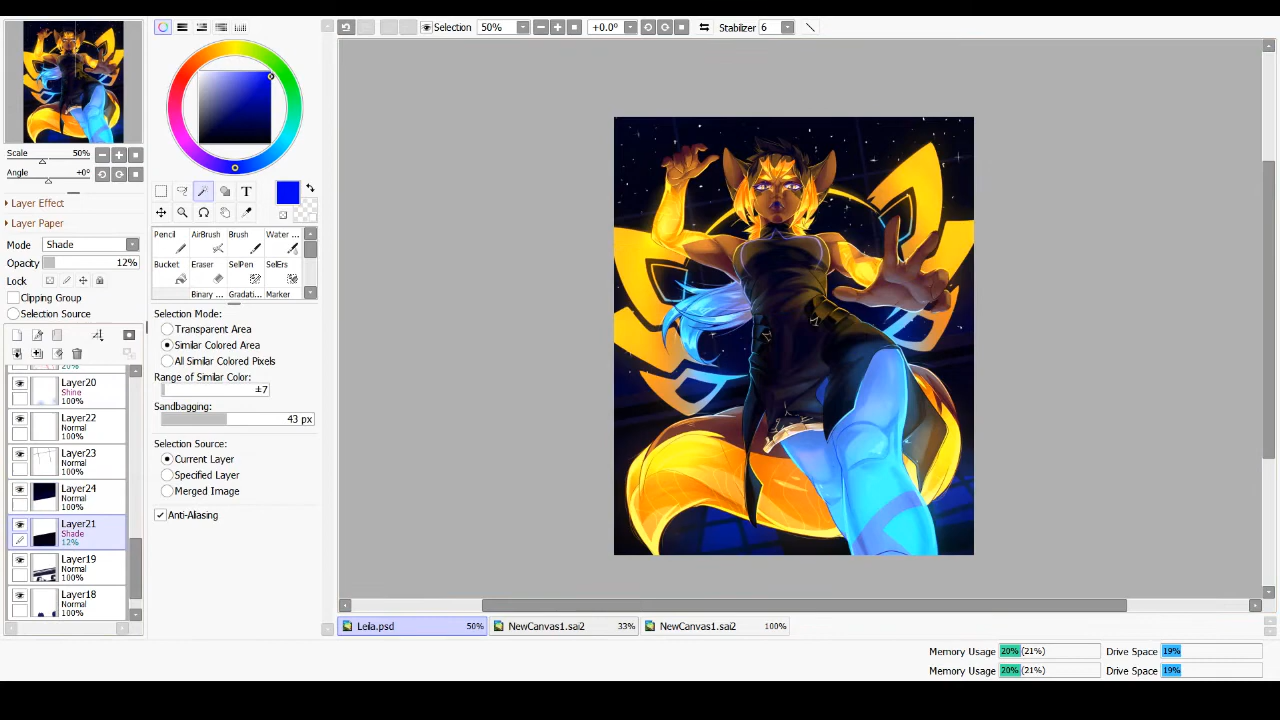 Selection 50% +0.0º Stabilizer 6
Scale 50%
Angle +0º
Layer Effect
Layer Paper
Mode Shade
Opacity 12%
Lock
Clipping Group
Selection Source
20%
Layer20
Shine
100%
Layer22
Normal
100%
Layer23
Normal
100%
Layer24
Normal
100%
Layer21
Shade
12%
Layer19
Normal
100%
Layer18
Normal
100%
T
Pencil AirBrush Brush Water ...
Bucket Eraser SelPen SelErs
Binary ... Gradati... Marker
Selection Mode:
Transparent Area
Similar Colored Area
All Similar Colored Pixels
Range of Similar Color:
±7
Sandbagging:
43 px
Selection Source:
Current Layer
Specified Layer
Merged Image
Anti-Aliasing
Leila.psd 50% NewCanvas1.sai2 33% NewCanvas1.sai2 100%
Memory Usage 20% (21%) Drive Space 19%
Memory Usage 20% (21%) Drive Space 19%